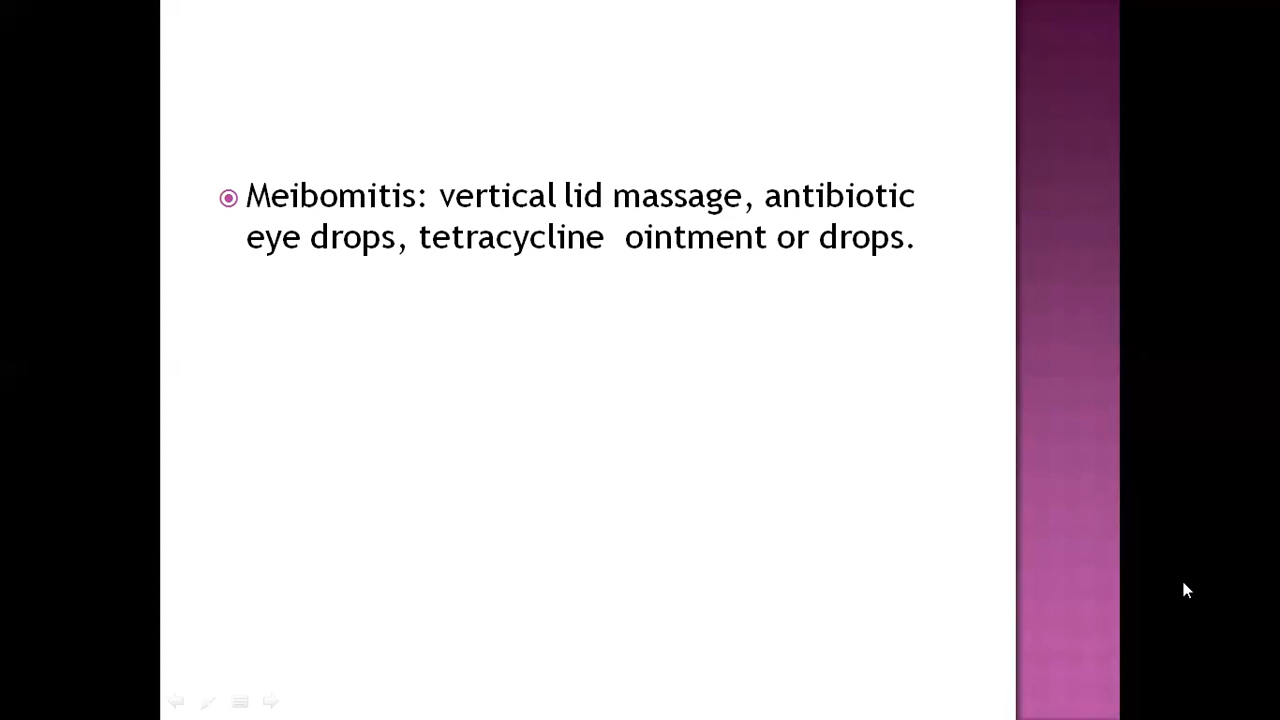 Meibomitis: vertical lid massage, antibiotic
eye drops, tetracycline  ointment or drops.